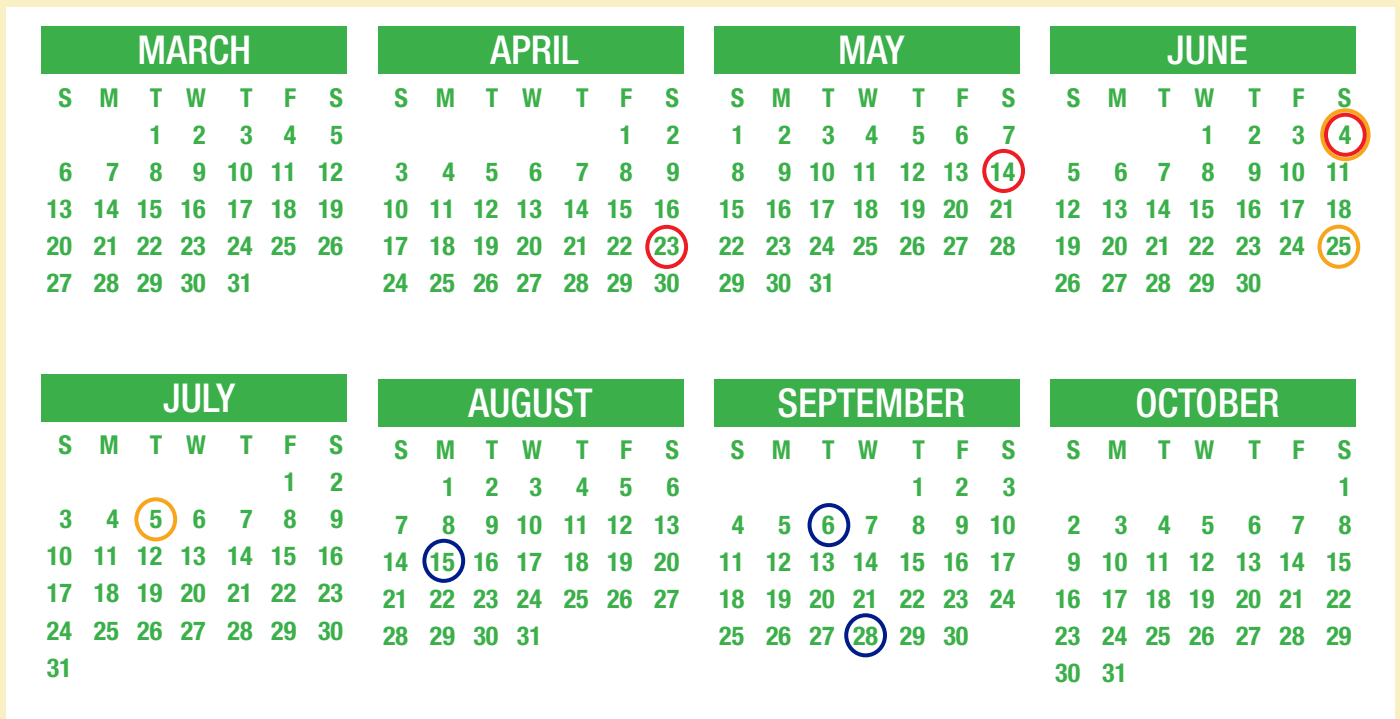 MARCH
S M T W T F S
1 2 3 4 5
6 7 8 9 10 11 12
13 14 15 16 17 18 19
20 21 22 23 24 25 26
27 28 29 30 31
APRIL
S M T W T F S
1 2
3 4 5 6 7 8 9
10 11 12 13 14 15 16
17 18 19 20 21 22 23
24 25 26 27 28 29 30
MAY
S M T W T F S
1 2 3 4 5 6 7
8 9 10 11 12 13 14
15 16 17 18 19 20 21
22 23 24 25 26 27 28
29 30 31
JUNE
S M T W T F S
1 2 3 4
5 6 7 8 9 10 11
12 13 14 15 16 17 18
19 20 21 22 23 24 25
26 27 28 29 30
JULY
S M T W T F S
1 2
3 4 5 6 7 8 9
10 11 12 13 14 15 16
17 18 19 20 21 22 23
24 25 26 27 28 29 30
31
AUGUST
S M T W T F S
1 2 3 4 5 6
7 8 9 10 11 12 13
14 15 16 17 18 19 20
21 22 23 24 25 26 27
28 29 30 31
SEPTEMBER
S M T W T F S
1 2 3
4 5 6 7 8 9 10
11 12 13 14 15 16 17
18 19 20 21 22 23 24
25 26 27 28 29 30
OCTOBER
S M T W T F S
1
2 3 4 5 6 7 8
9 10 11 12 13 14 15
16 17 18 19 20 21 22
23 24 25 26 27 28 29
30 31